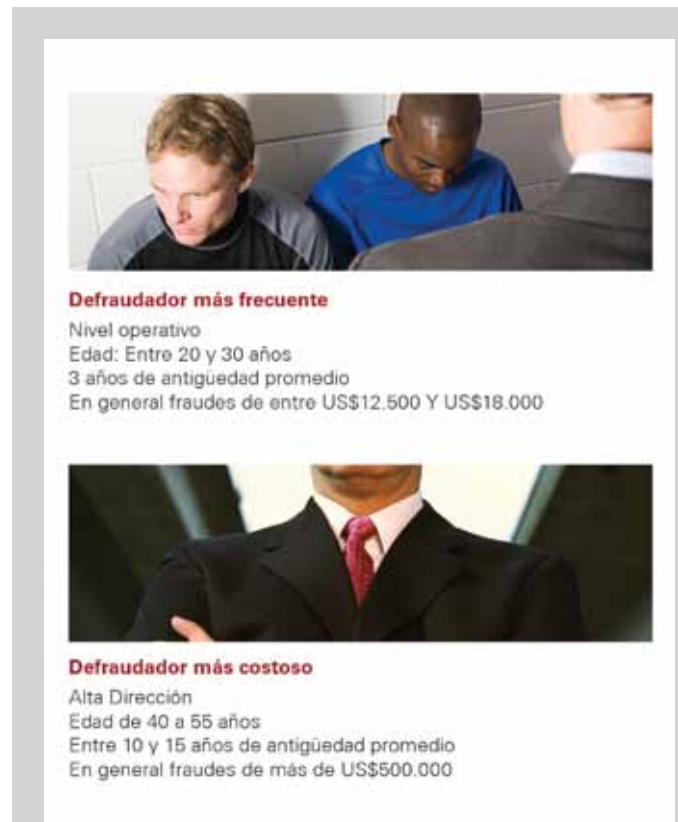 Defraudador más frecuente
Nivel operativo
Edad: Entre 20 y 30 años
3 años de antigüedad promedio
En general fraudes de entre US$12.500 Y US$18.000
Defraudador más costoso
Alta Dirección
Edad de 40 a 55 años
Entre 10 y 15 años de antigüedad promedio
En general fraudes de más de US$500.000